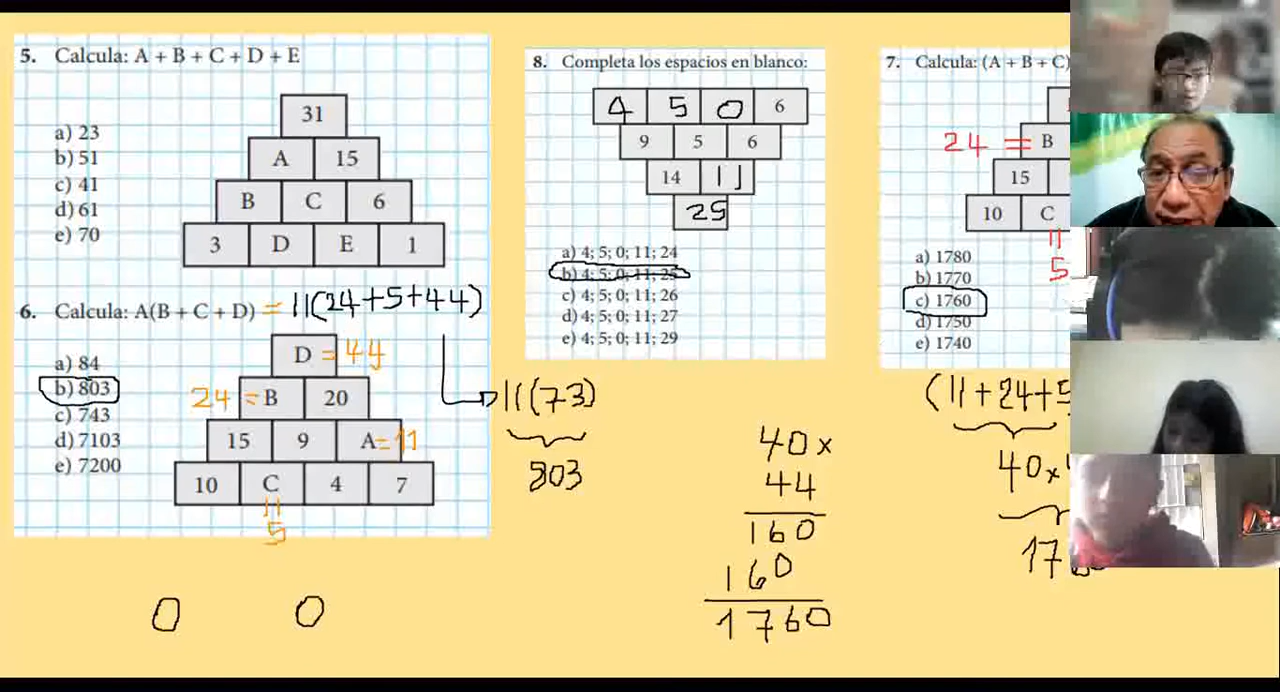 5. Calcula: A + B + C + D + E
31
a) 23
b) 51
c) 41
d) 61
e) 70
A 15
B C 6
3 D E 1
6. Calcula: A(B + C + D) = 11(24+5+44)
a) 84
b) 803
c) 743
d) 7103
e) 7200
D = 44
24 = B 20
15 9 A = 11
10 C 4 7
5
11(73)
803
0 0
8. Completa los espacios en blanco:
4 5 0 6
9 5 6
14 11
25
a) 4; 5; 0; 11; 24
b) 4; 5; 0; 11; 25
c) 4; 5; 0; 11; 26
d) 4; 5; 0; 11; 27
e) 4; 5; 0; 11; 29
40 x
44
160
160
1760
7. Calcula: (A + B + C)
24 = B
15
10 C
5
a) 1780
b) 1770
c) 1760
d) 1750
e) 1740
(11+24+5
40x
17